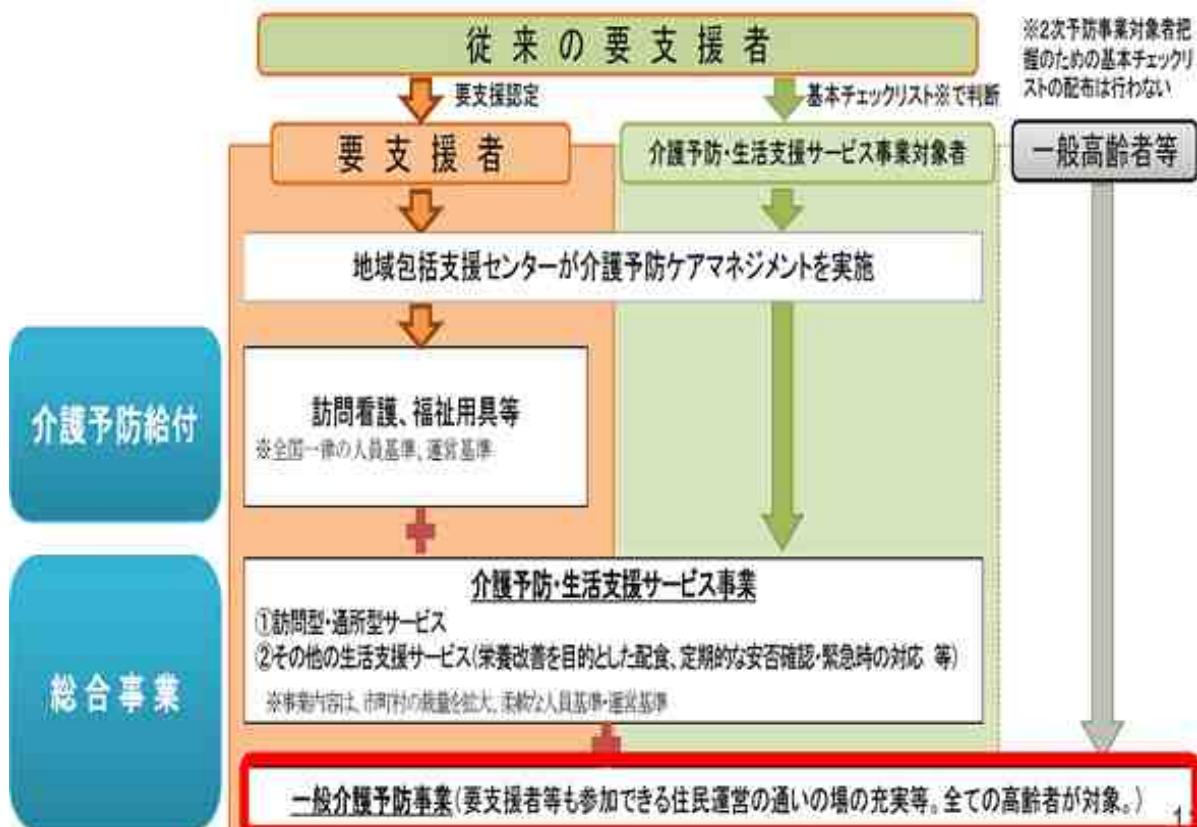 従来の要支援者
※2次予防事業対象者把
握のための基本チェックリ
ストの配布は行わない
要支援認定
基本チェックリスト※で判断
要支援者
介護予防・生活支援サービス事業対象者
一般高齢者等
地域包括支援センターが介護予防ケアマネジメントを実施
介護予防給付
訪問看護、福祉用具等
※全国一律の人員基準、運営基準
総合事業
介護予防・生活支援サービス事業
①訪問型・通所型サービス
②その他の生活支援サービス(栄養改善を目的とした配食、定期的な安否確認・緊急時の対応 等)
※事業内容は、市町村の裁量を拡大、柔軟な人員基準・運営基準
一般介護予防事業(要支援者等も参加できる住民運営の通いの場の充実等。全ての高齢者が対象。)